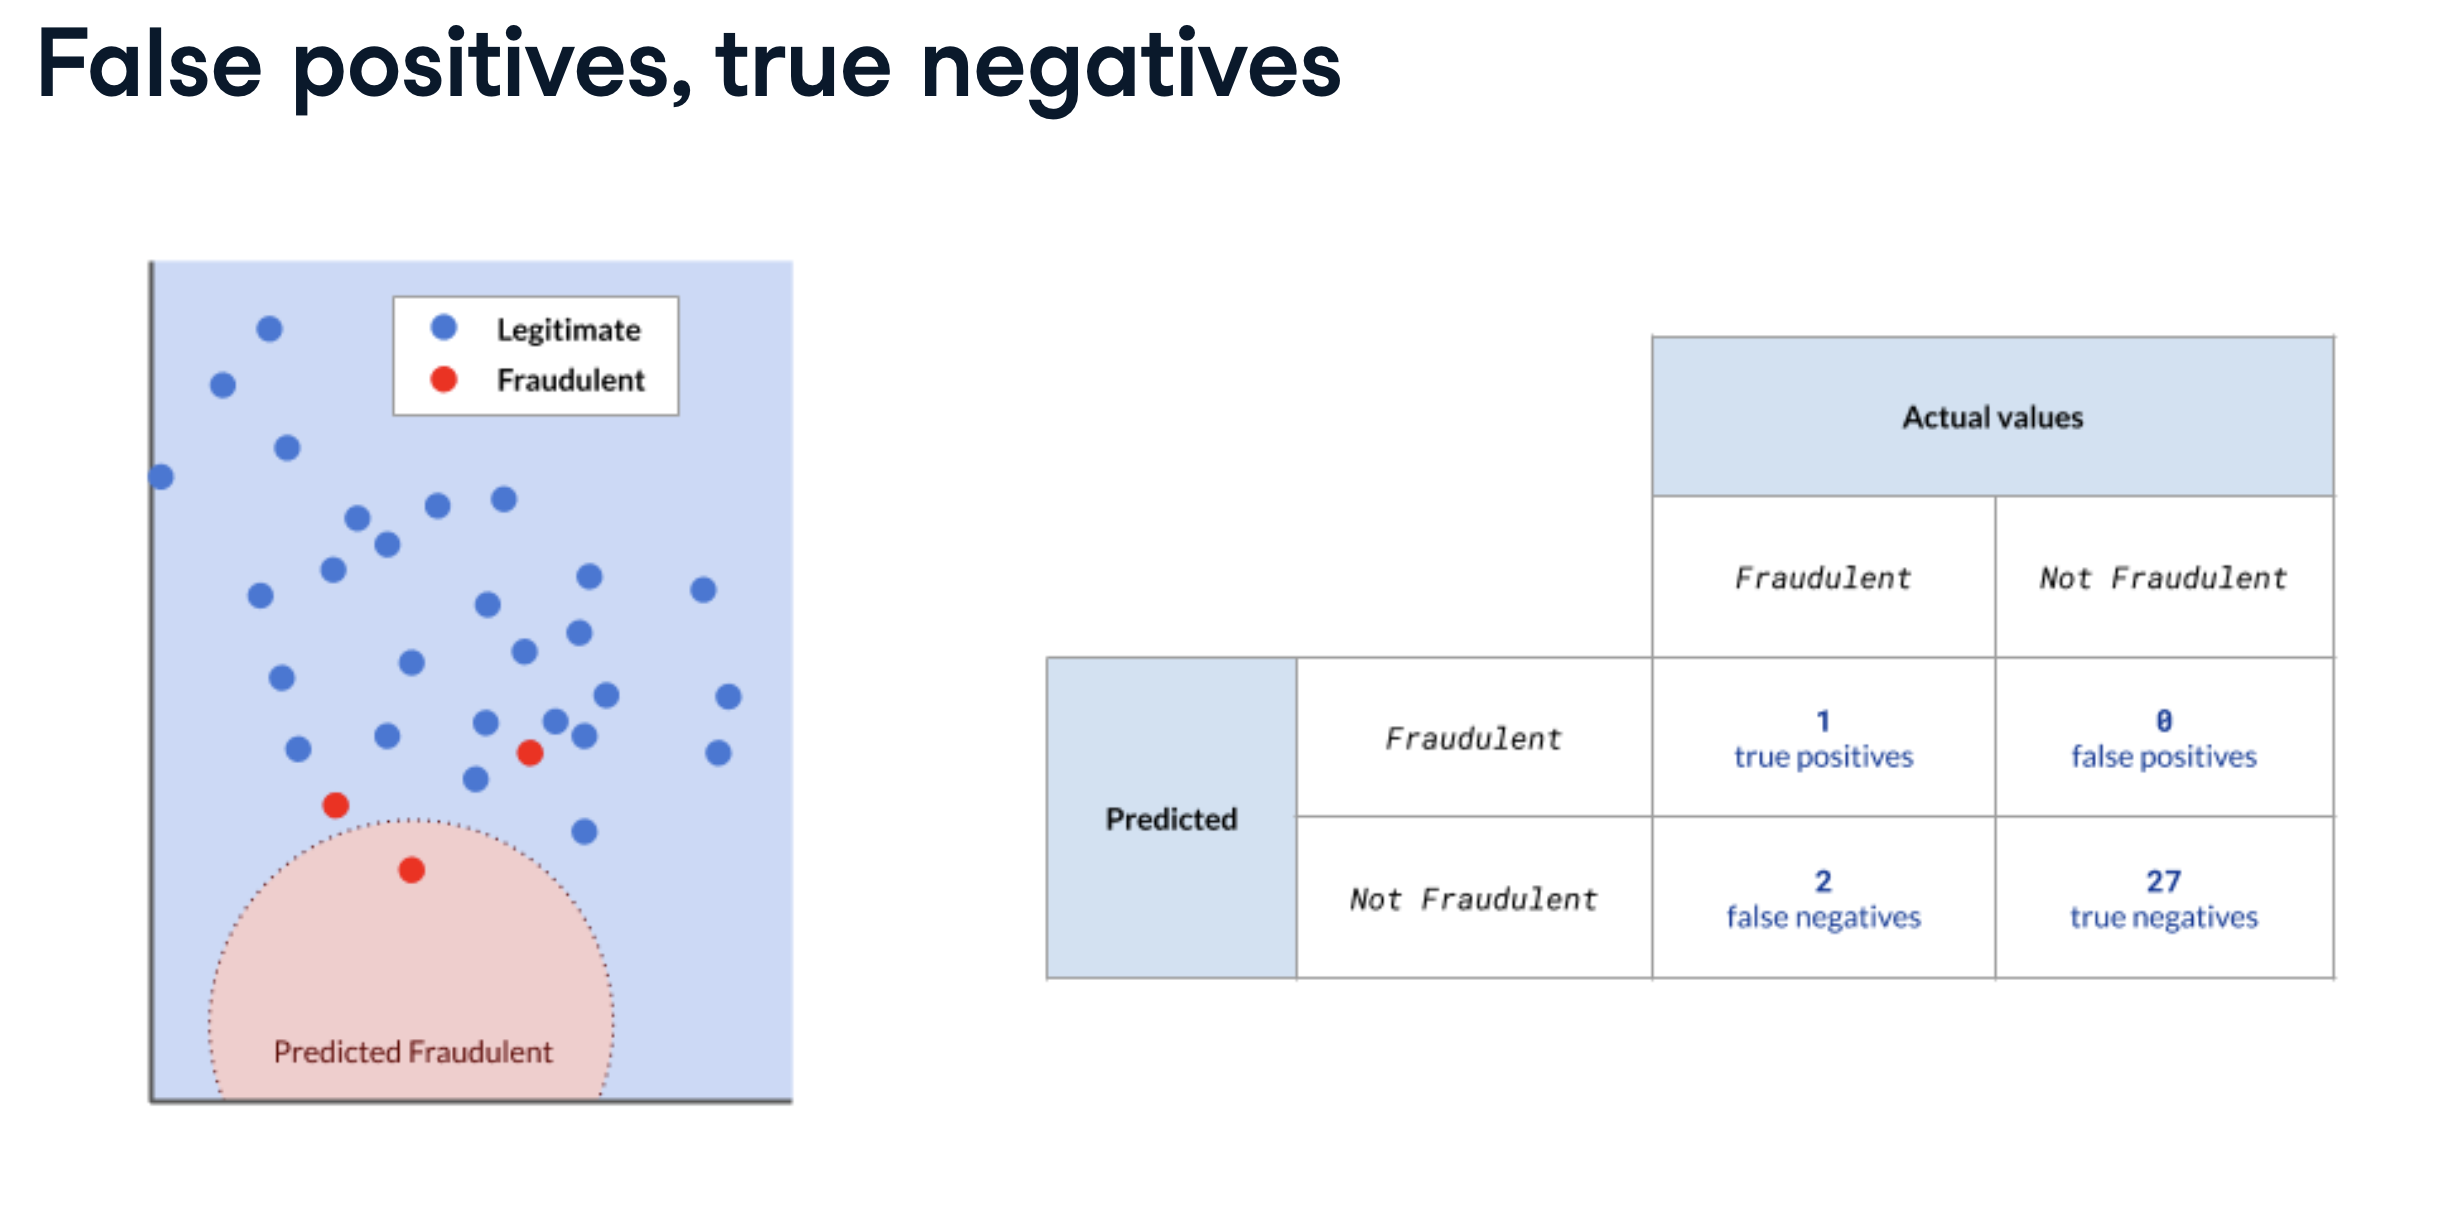 False positives, true negatives
Legitimate
Fraudulent
Predicted Fraudulent
Actual values
Fraudulent
Not Fraudulent
Predicted
Fraudulent
1
true positives
0
false positives
Not Fraudulent
2
false negatives
27
true negatives